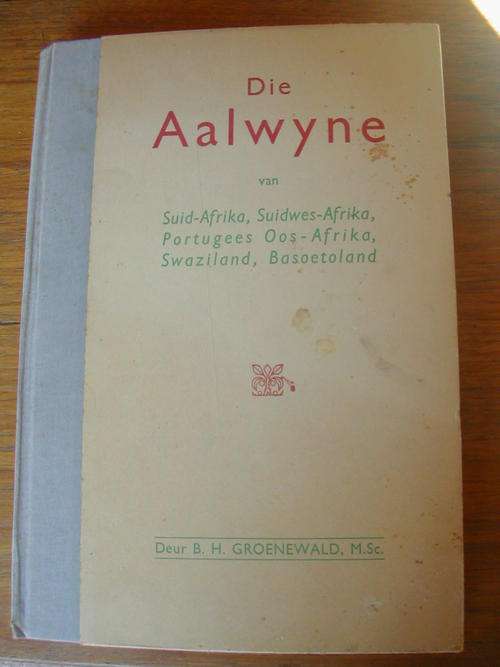 Die
Aalwyne
van
Suid-Afrika, Suidwes-Afrika,
Portugees Oos-Afrika,
Swaziland, Basoetoland
Deur B. H. GROENEWALD, M.Sc.